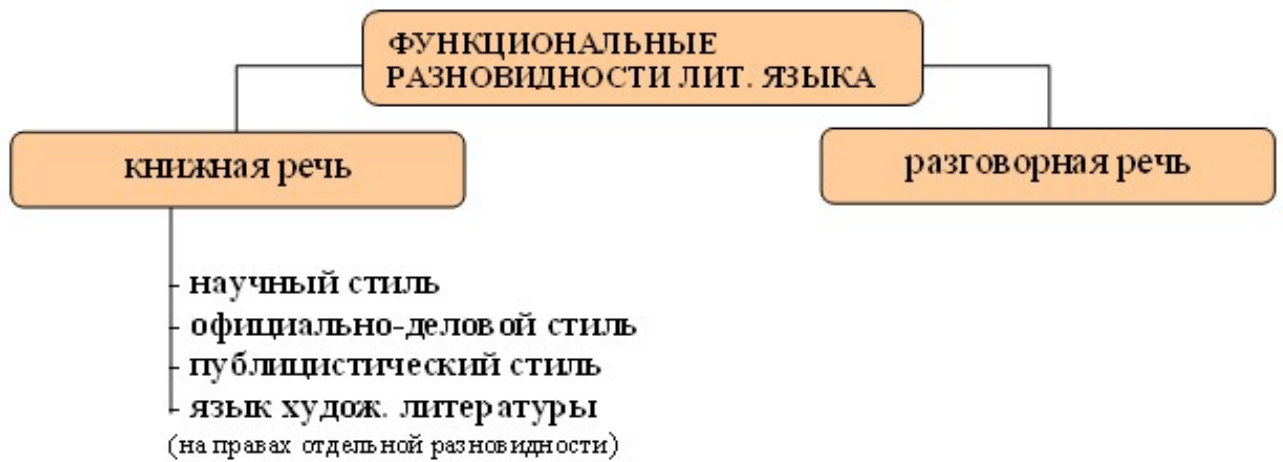 ФУНКЦИОНАЛЬНЫЕ
РАЗНОВИДНОСТИ ЛИТ. ЯЗЫКА
книжная речь
разговорная речь
- научный стиль
- официально-деловой стиль
- публицистический стиль
- язык худож. литературы
(на правах отдельной разновидности)